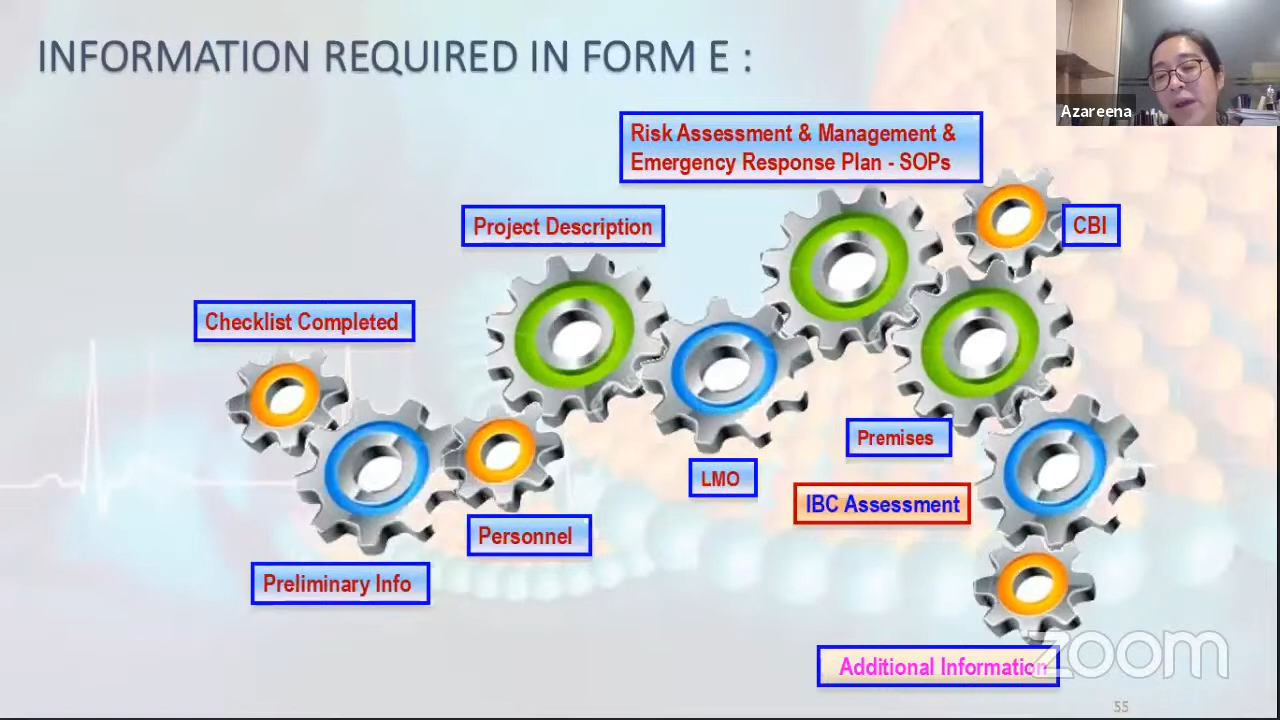 INFORMATION REQUIRED IN FORM E :
Azareena
Risk Assessment & Management &
Emergency Response Plan - SOPs
CBI
Project Description
Checklist Completed
Premises
LMO
IBC Assessment
Personnel
Preliminary Info
Additional Information
zoom
55